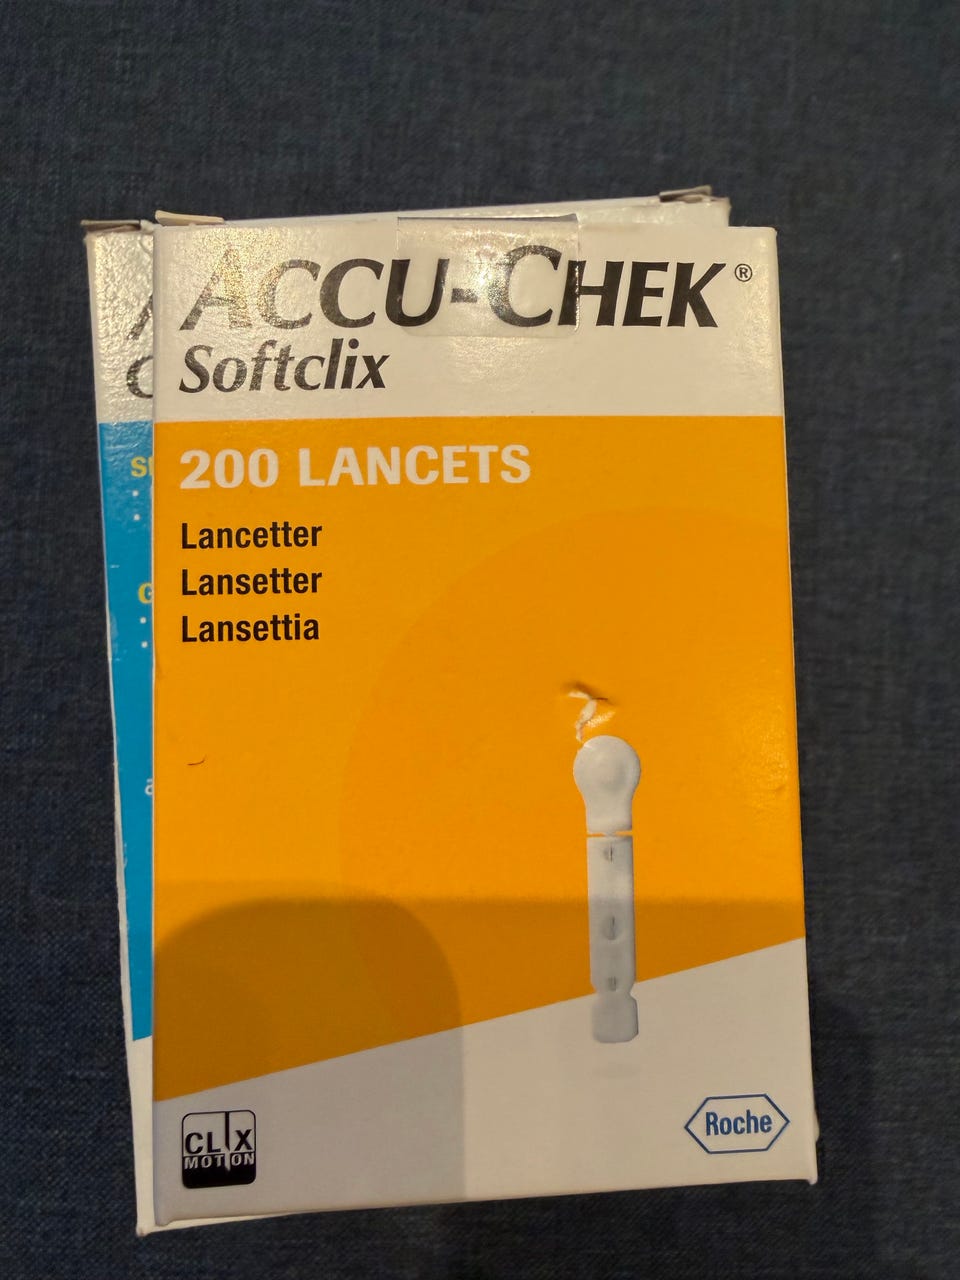 ACCU-CHEK®
Softclix
200 LANCETS
Lancetter
Lansetter
Lansettia
CLIX
MOTION
Roche